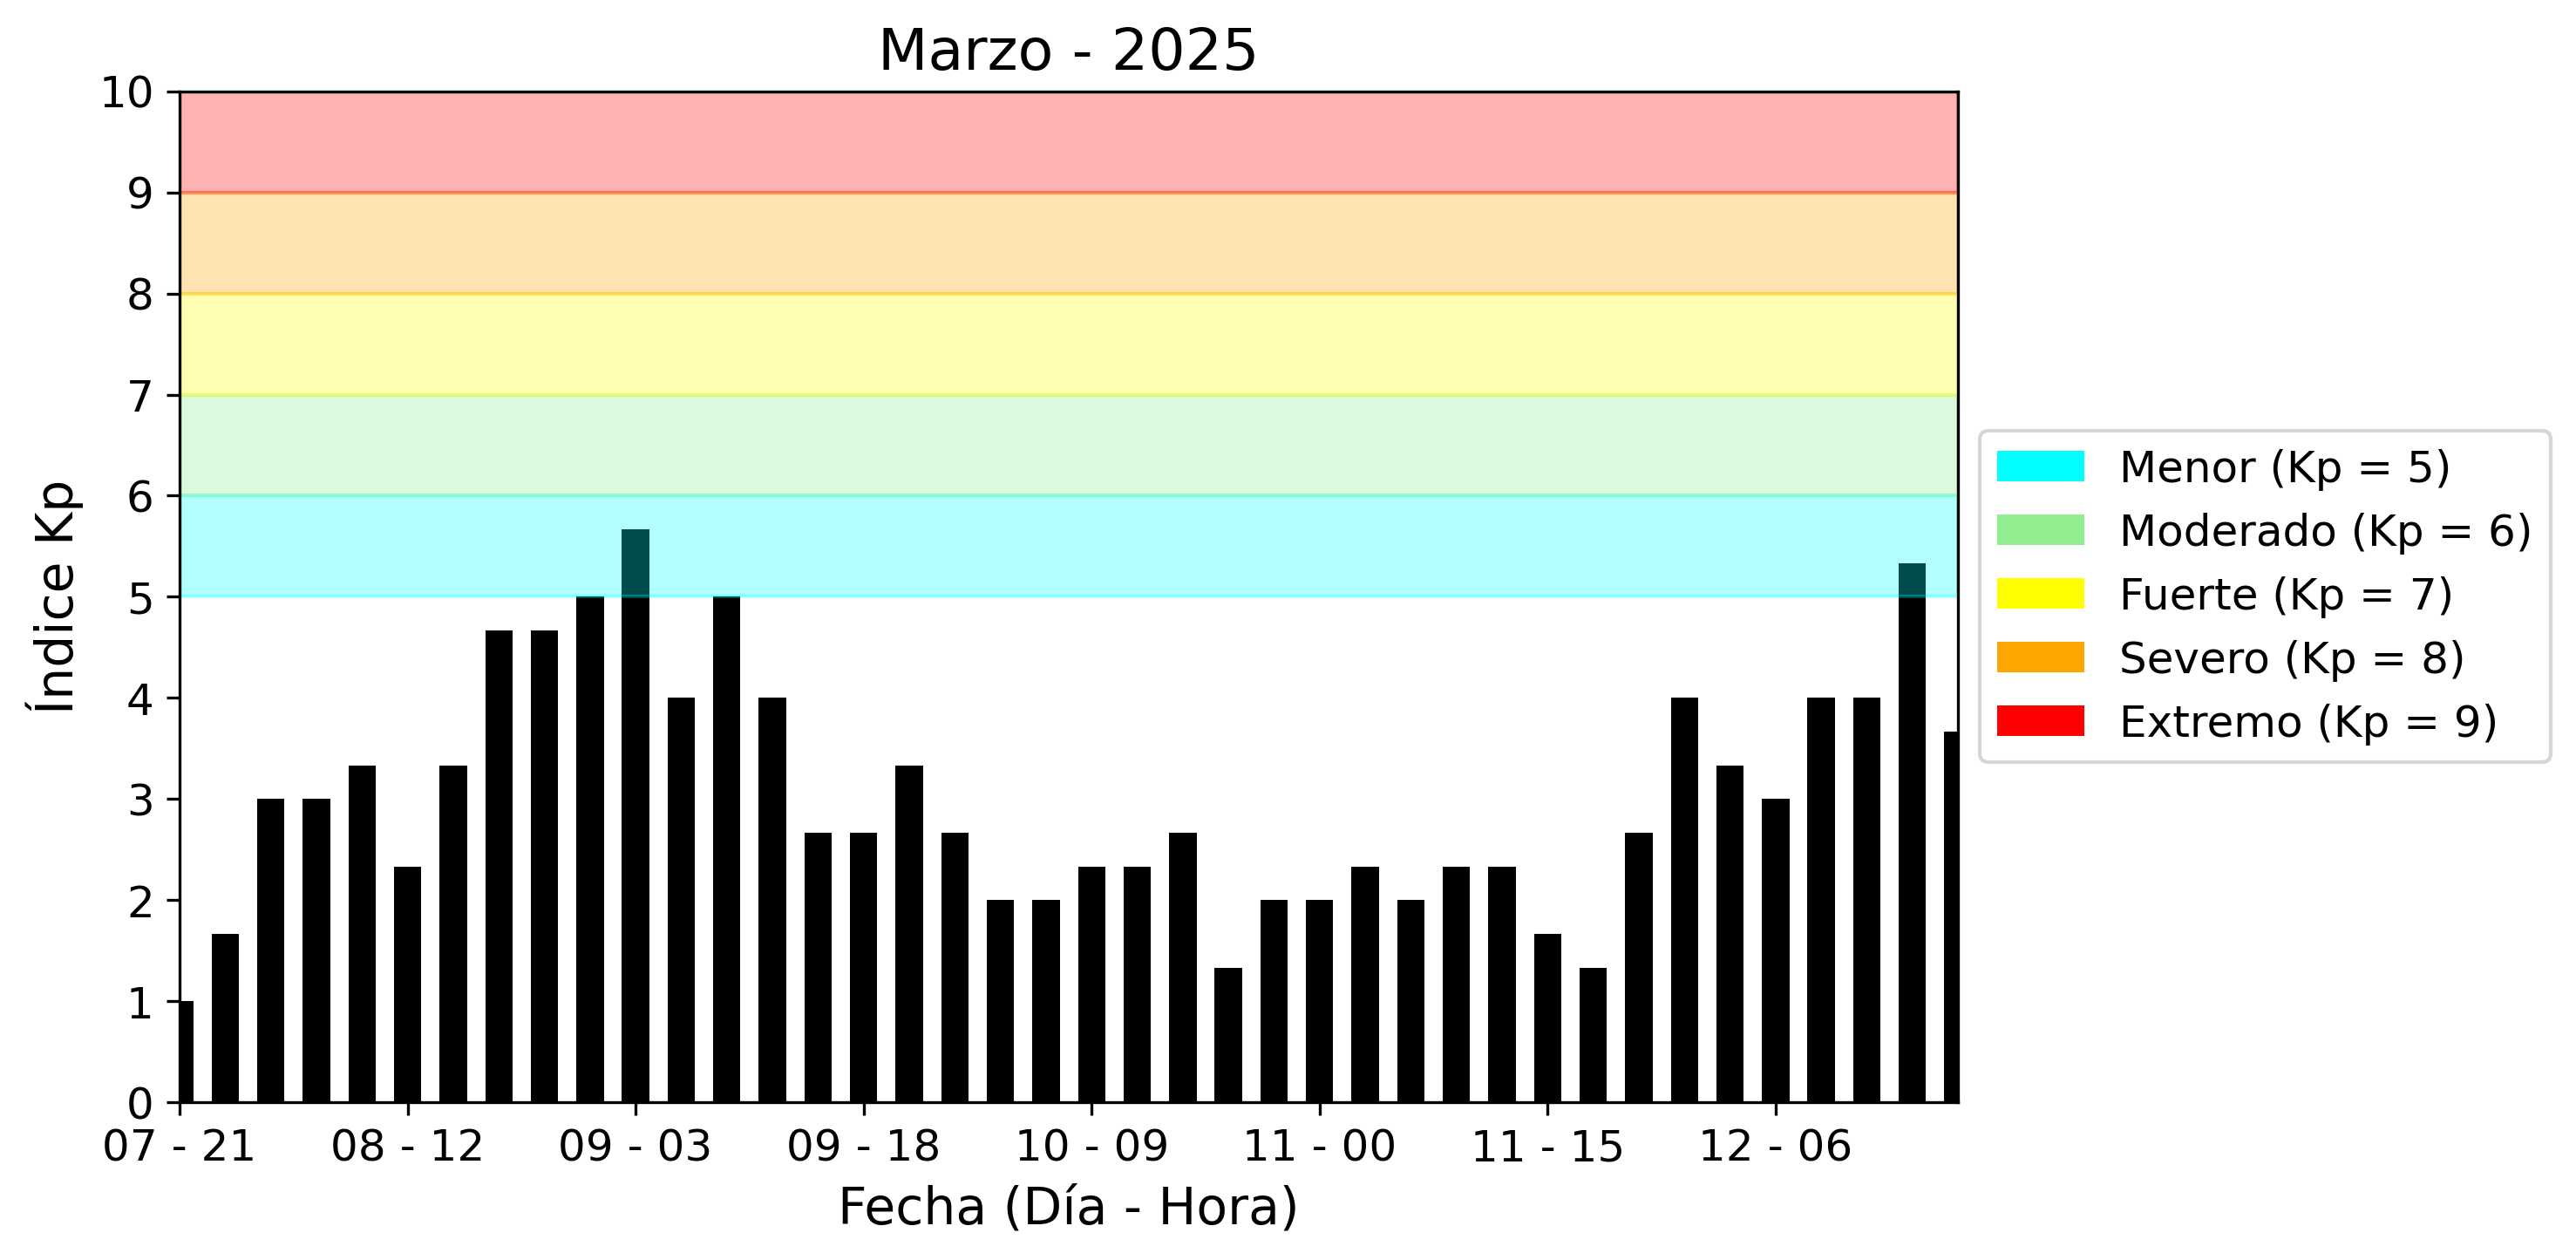 Marzo - 2025
10
9
8
7
6
5
4
3
2
1
0
Índice Kp
07 - 21
08 - 12
09 - 03
09 - 18
10 - 09
11 - 00
11 - 15
12 - 06
Fecha (Día - Hora)
Menor (Kp = 5)
Moderado (Kp = 6)
Fuerte (Kp = 7)
Severo (Kp = 8)
Extremo (Kp = 9)